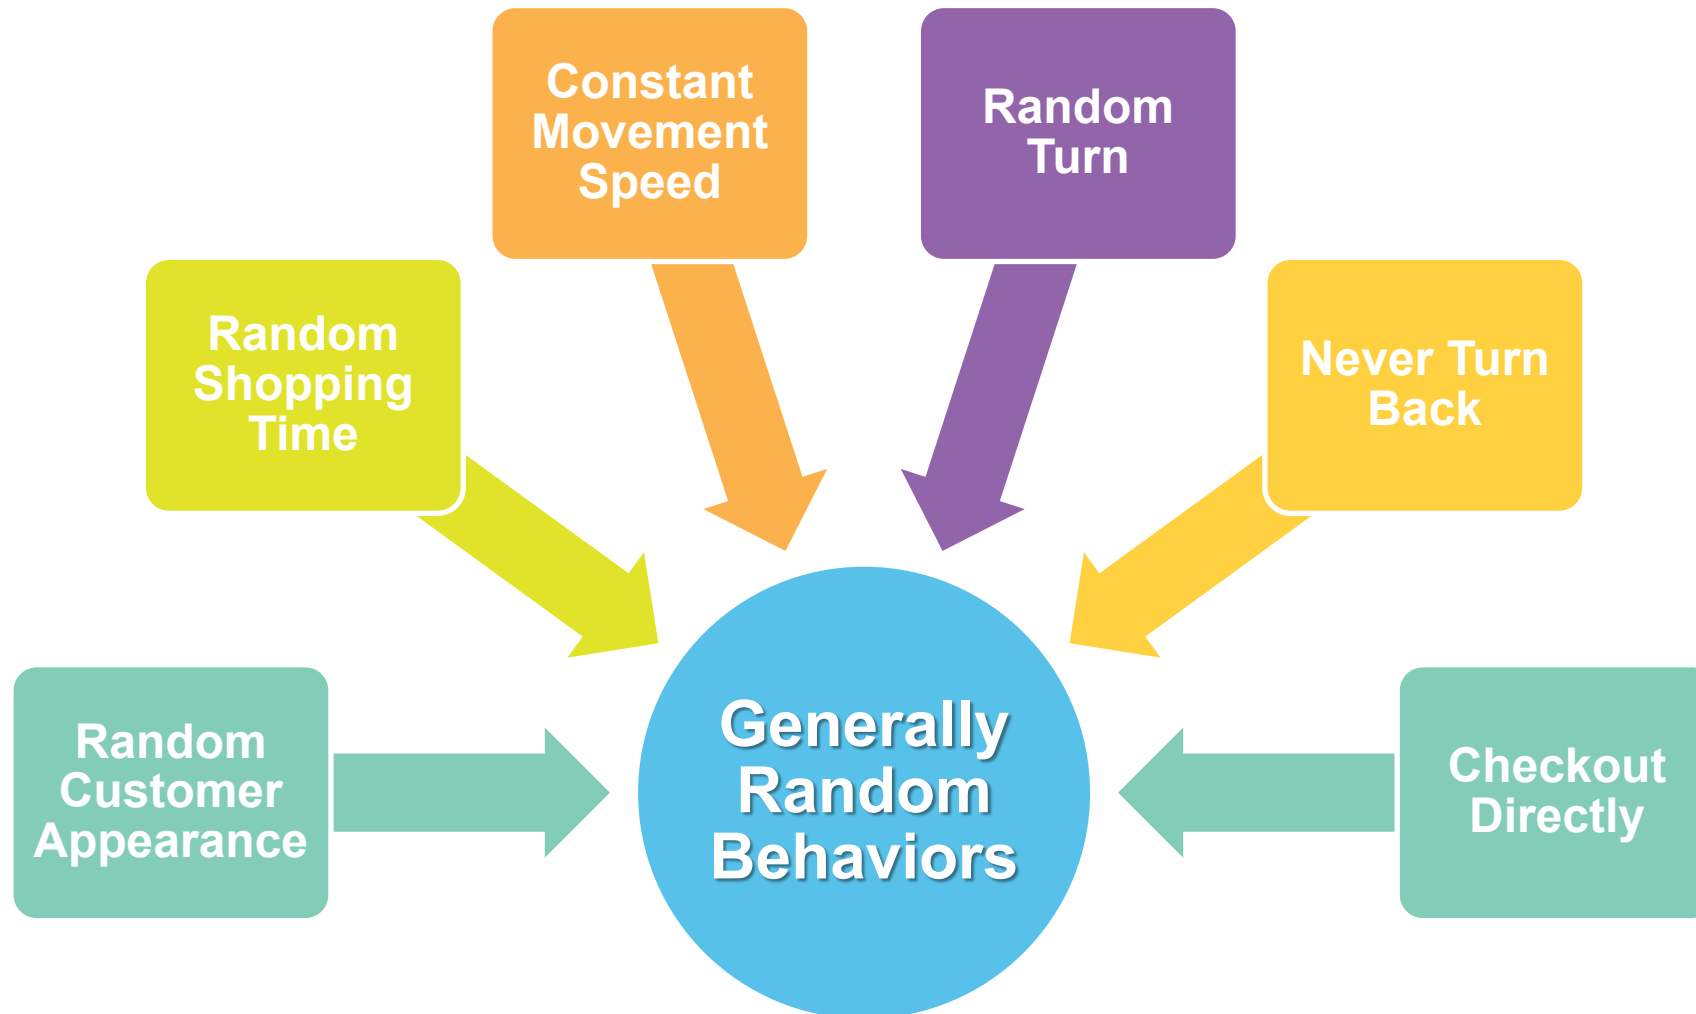 Constant
Movement
Speed
Random
Turn
Random
Shopping
Time
Never Turn
Back
Random
Customer
Appearance
Generally
Random
Behaviors
Checkout
Directly